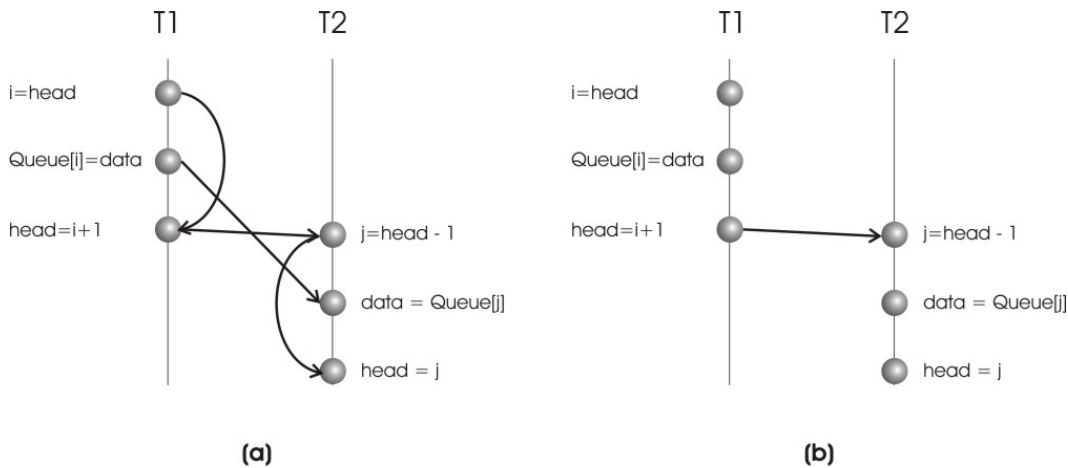 T1
T2
i=head
Queue[i]=data
head=i+1
j=head - 1
data = Queue[j]
head = j
(a)
T1
T2
i=head
Queue[i]=data
head=i+1
j=head - 1
data = Queue[j]
head = j
(b)